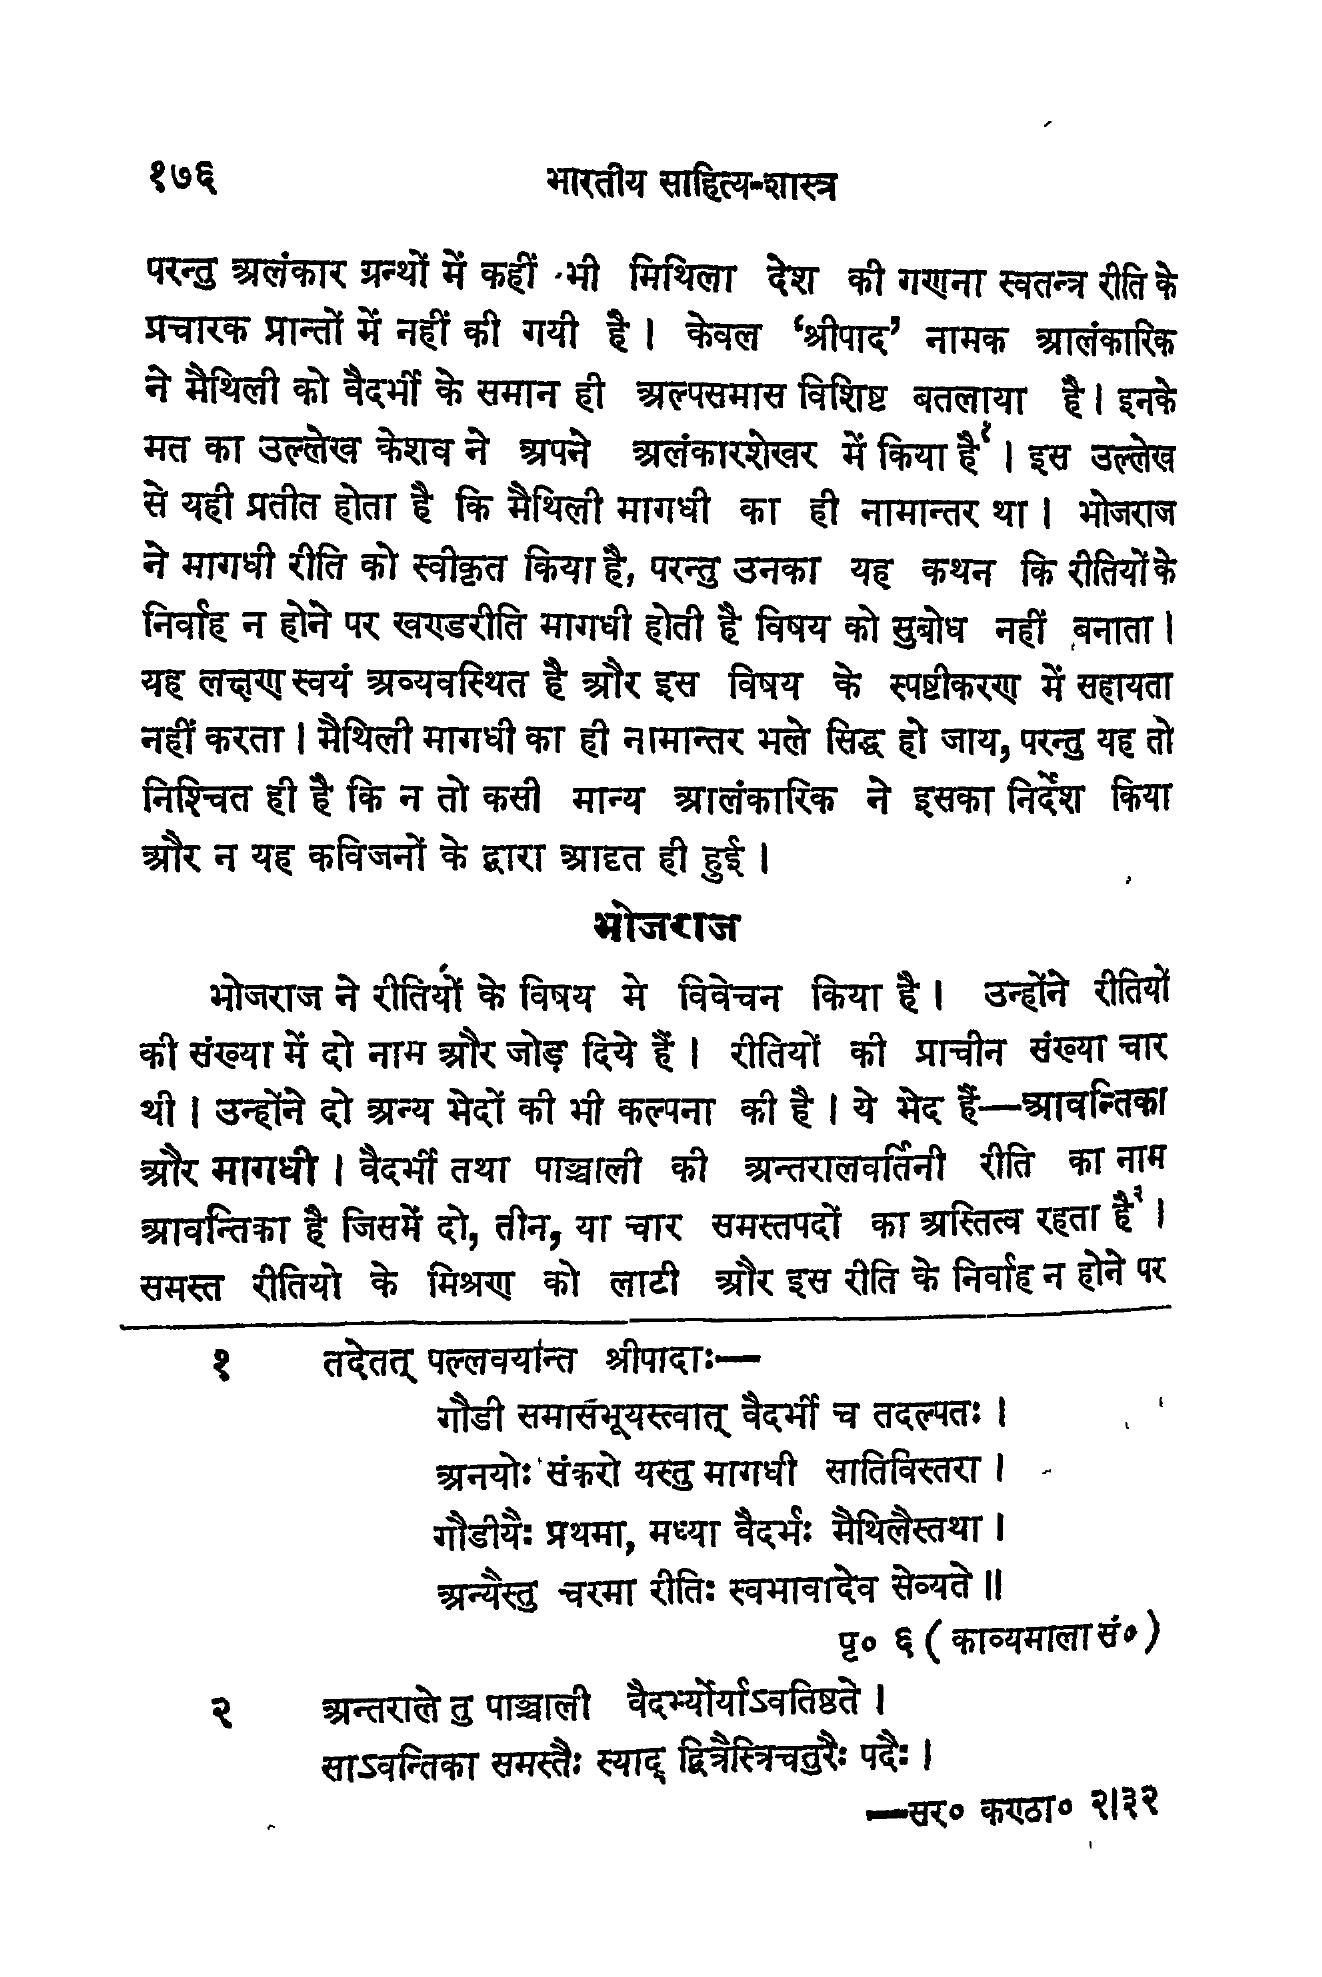 १७६ भारतीय साहित्य-शास्त्र
परन्तु अलंकार ग्रन्थों में कहीं भी मिथिला देश की गणना स्वतन्त्र रीति के
प्रचारक प्रान्तों में नहीं की गयी है। केवल ‘श्रीपाद’ नामक आलंकारिक
ने मैथिली को वैदर्भी के समान ही अल्पसमास विशिष्ट बतलाया है। इनके
मत का उल्लेख केशव ने अपने अलंकारशेखर में किया है१। इस उल्लेख
से यही प्रतीत होता है कि मैथिली मागधी का ही नामान्तर था। भोजराज
ने मागधी रीति को स्वीकृत किया है, परन्तु उनका यह कथन कि रीतियों के
निर्वाह न होने पर खण्डरीति मागधी होती है विषय को सुबोध नहीं बनाता।
यह लक्षण स्वयं अव्यवस्थित है और इस विषय के स्पष्टीकरण में सहायता
नहीं करता। मैथिली मागधी का ही नामान्तर भले सिद्ध हो जाय, परन्तु यह तो
निश्चित ही है कि न तो कसी मान्य आलंकारिक ने इसका निर्देश किया
और न यह कविजनों के द्वारा आदृत ही हुई।
भोजराज
भोजराज ने रीतियों के विषय मे विवेचन किया है। उन्होंने रीतियों
की संख्या में दो नाम और जोड़ दिये हैं। रीतियों की प्राचीन संख्या चार
थी। उन्होंने दो अन्य भेदों की भी कल्पना की है। ये भेद हैं—आवन्तिका
और मागधी। वैदर्भी तथा पाञ्चाली की अन्तरालवर्तिनी रीति का नाम
आवन्तिका है जिसमें दो, तीन, या चार समस्तपदों का अस्तित्व रहता है२।
समस्त रीतियो के मिश्रण को लाटी और इस रीति के निर्वाह न होने पर
१ तदेतत् पल्लवयांन्त श्रीपादाः—
गौडी समासभूयस्त्वात् वैदर्भी च तदल्पतः।
अनयोः संकरो यस्तु मागधी सातिविस्तरा।
गौडीयैः प्रथमा, मध्या वैदर्भैः मैथिलैस्तथा।
अन्यैस्तु चरमा रीतिः स्वभावादेव सेव्यते॥
पृ० ६ (काव्यमाला सं०)
२ अन्तराले तु पाञ्चाली वैदर्भ्योर्याऽवतिष्ठते।
साऽवन्तिका समस्तैः स्याद् द्वित्रैस्त्रिचतुरैः पदैः।
—सर० कण्ठा० २।३२